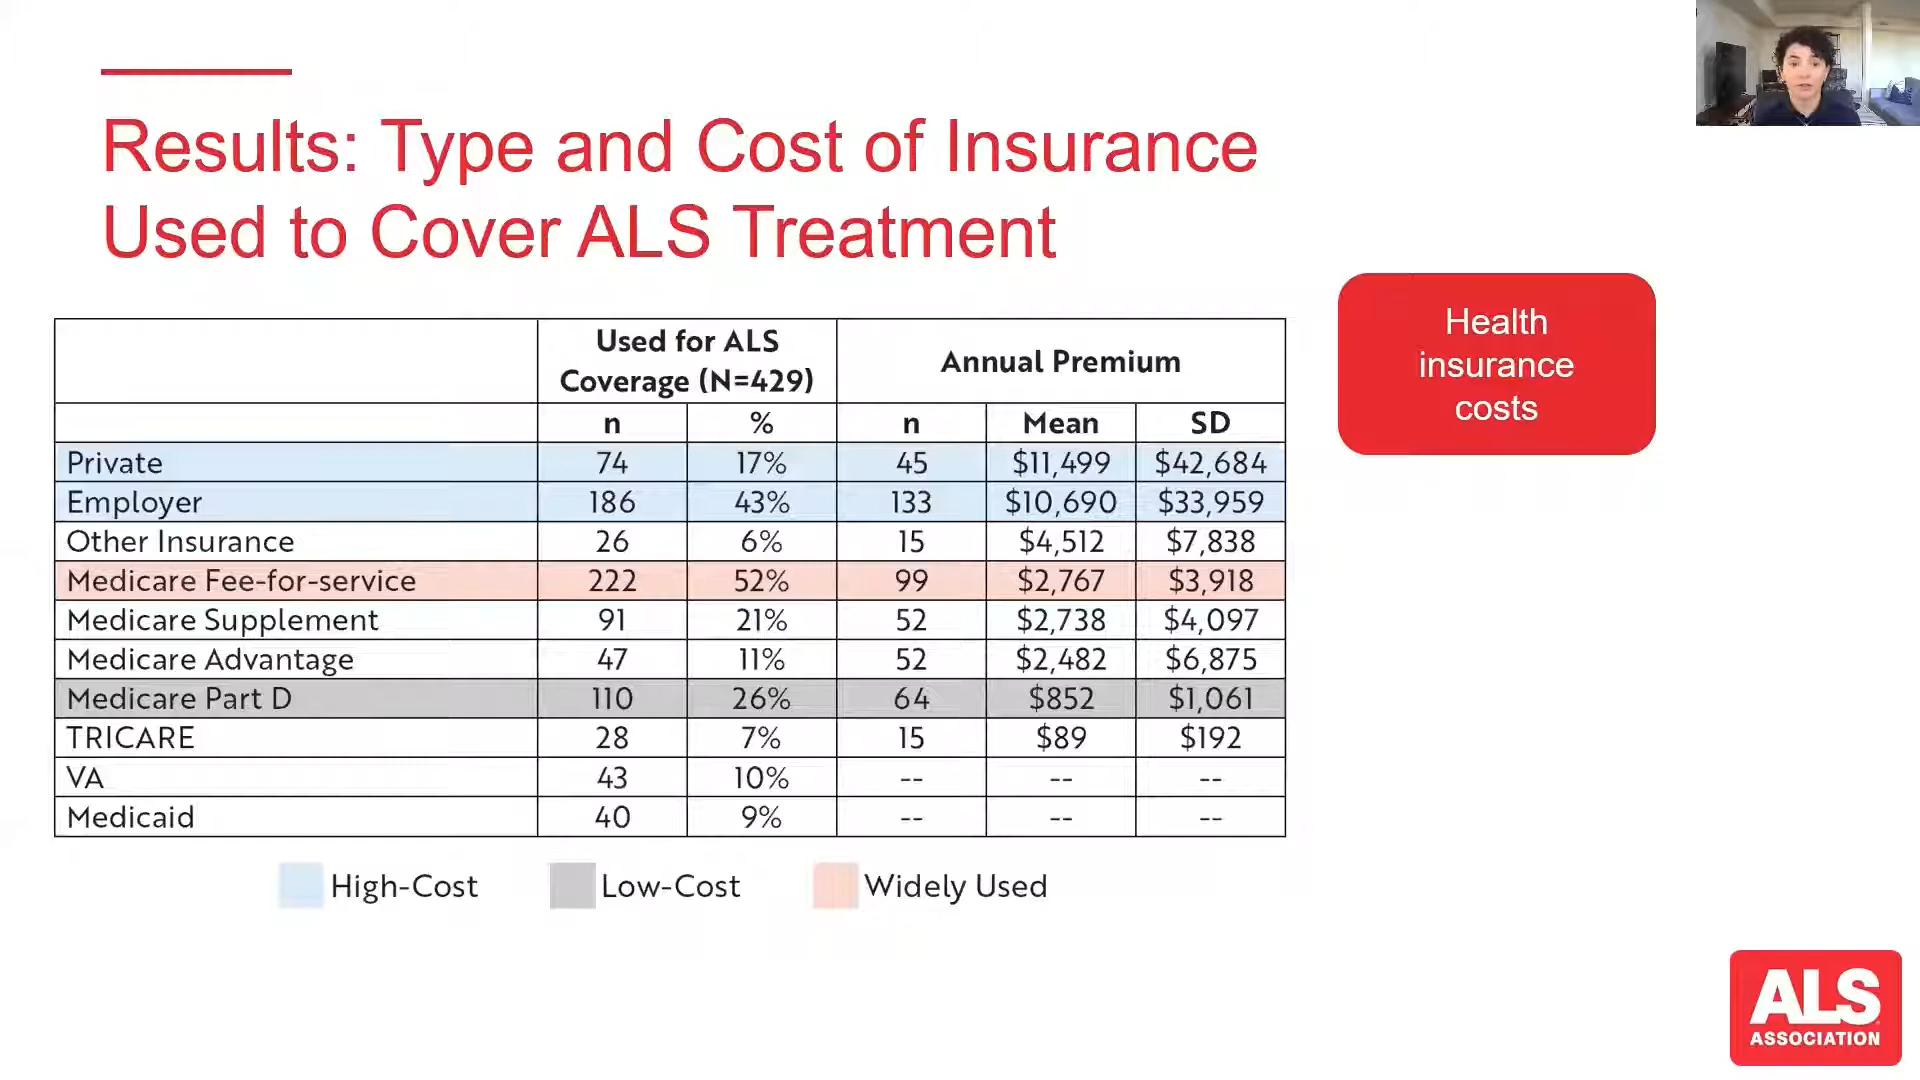 Results: Type and Cost of Insurance
Used to Cover ALS Treatment
Health
insurance
costs
Used for ALS
Coverage (N=429) Annual Premium
n % n Mean SD
Private 74 17% 45 $11,499 $42,684
Employer 186 43% 133 $10,690 $33,959
Other Insurance 26 6% 15 $4,512 $7,838
Medicare Fee-for-service 222 52% 99 $2,767 $3,918
Medicare Supplement 91 21% 52 $2,738 $4,097
Medicare Advantage 47 11% 52 $2,482 $6,875
Medicare Part D 110 26% 64 $852 $1,061
TRICARE 28 7% 15 $89 $192
VA 43 10% -- -- --
Medicaid 40 9% -- -- --
High-Cost Low-Cost Widely Used
ALS
ASSOCIATION